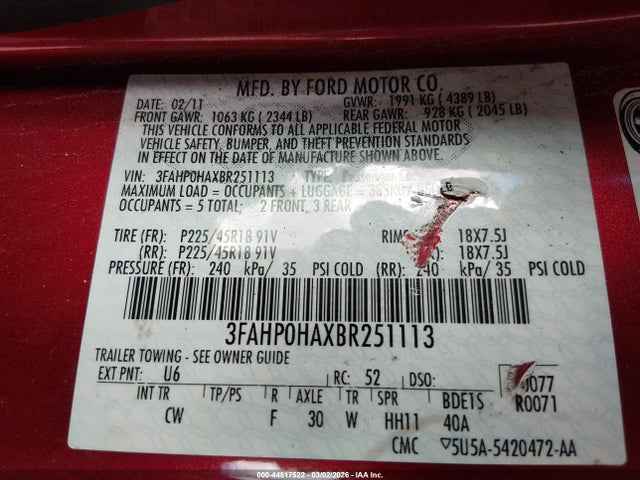 MFD. BY FORD MOTOR CO.
DATE: 02/11 GVWR: 1991 KG ( 4389 LB)
FRONT GAWR: 1063 KG ( 2344 LB) REAR GAWR: 928 KG ( 2045 LB)
THIS VEHICLE CONFORMS TO ALL APPLICABLE FEDERAL MOTOR
VEHICLE SAFETY, BUMPER, AND THEFT PREVENTION STANDARDS
IN EFFECT ON THE DATE OF MANUFACTURE SHOWN ABOVE.
VIN: 3FAHP0HAXBR251113 TYPE: Passenger
MAXIMUM LOAD = OCCUPANTS + LUGGAGE =
OCCUPANTS = 5 TOTAL: 2 FRONT, 3 REAR
TIRE (FR): P225/45R18 91V RIMS 18X7.5J
(RR): P225/45R18 91V 18X7.5J
PRESSURE (FR): 240 kPa/ 35 PSI COLD (RR): 240 kPa/ 35 PSI COLD
3FAHP0HAXBR251113
TRAILER TOWING - SEE OWNER GUIDE
EXT PNT: U6 RC: 52 DSO: 0077
INT TR TP/PS R AXLE TR SPR BDE1S R0071
CW F 30 W HH11 40A
CMC ▽5U5A-5420472-AA
000-44517522 - 03/02/2026 - IAA Inc.